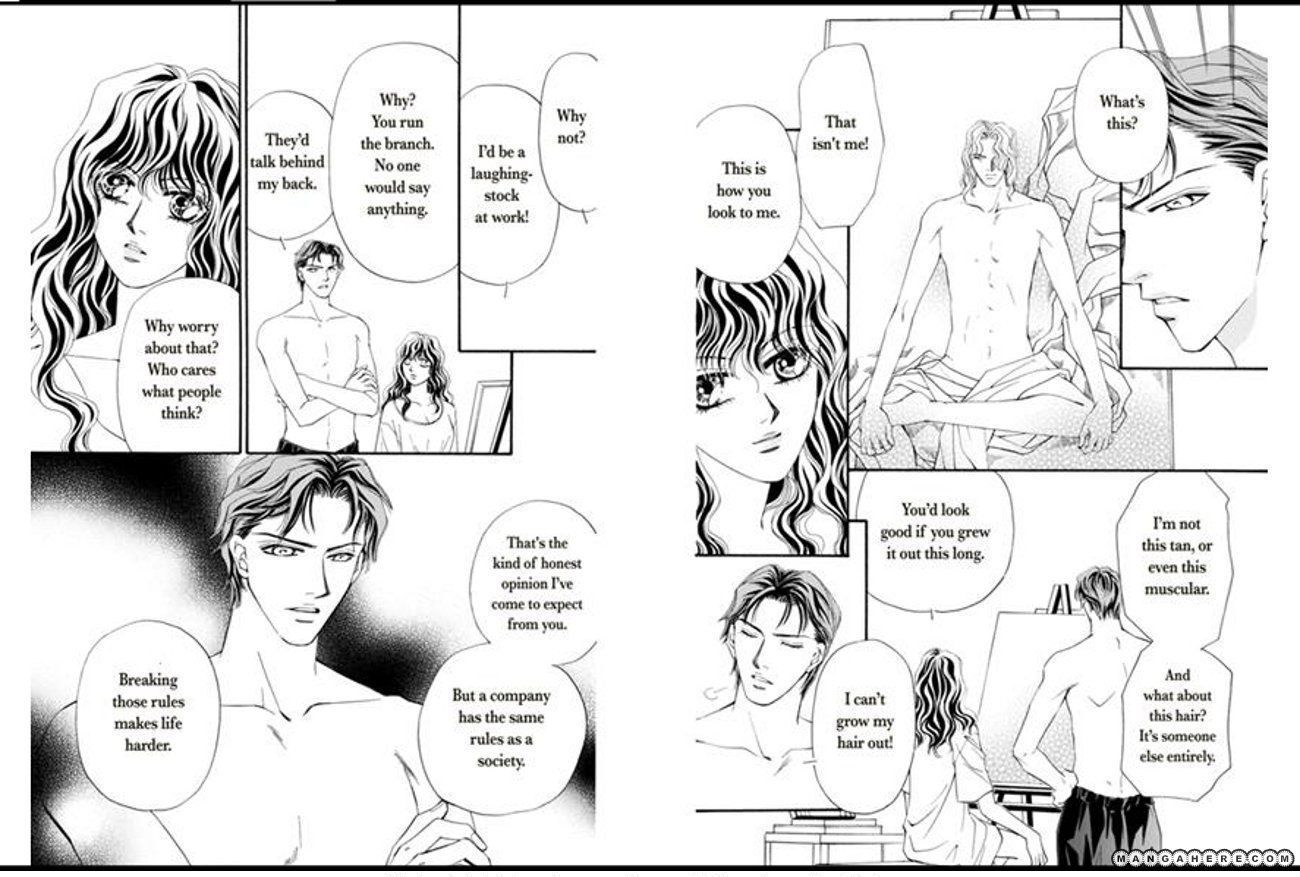 What's
this?
That
isn't me!
This is
how you
look to me.
I'm not
this tan, or
even this
muscular.
And
what about
this hair?
It's someone
else entirely.
You'd look
good if you grew
it out this long.
I can't
grow my
hair out!
Why
not?
I'd be a
laughing-
stock
at work!
Why?
You run
the branch.
No one
would say
anything.
They'd
talk behind
my back.
Why worry
about that?
Who cares
what people
think?
That's the
kind of honest
opinion I've
come to expect
from you.
But a company
has the same
rules as a
society.
Breaking
those rules
makes life
harder.
MANGAHERE.COM